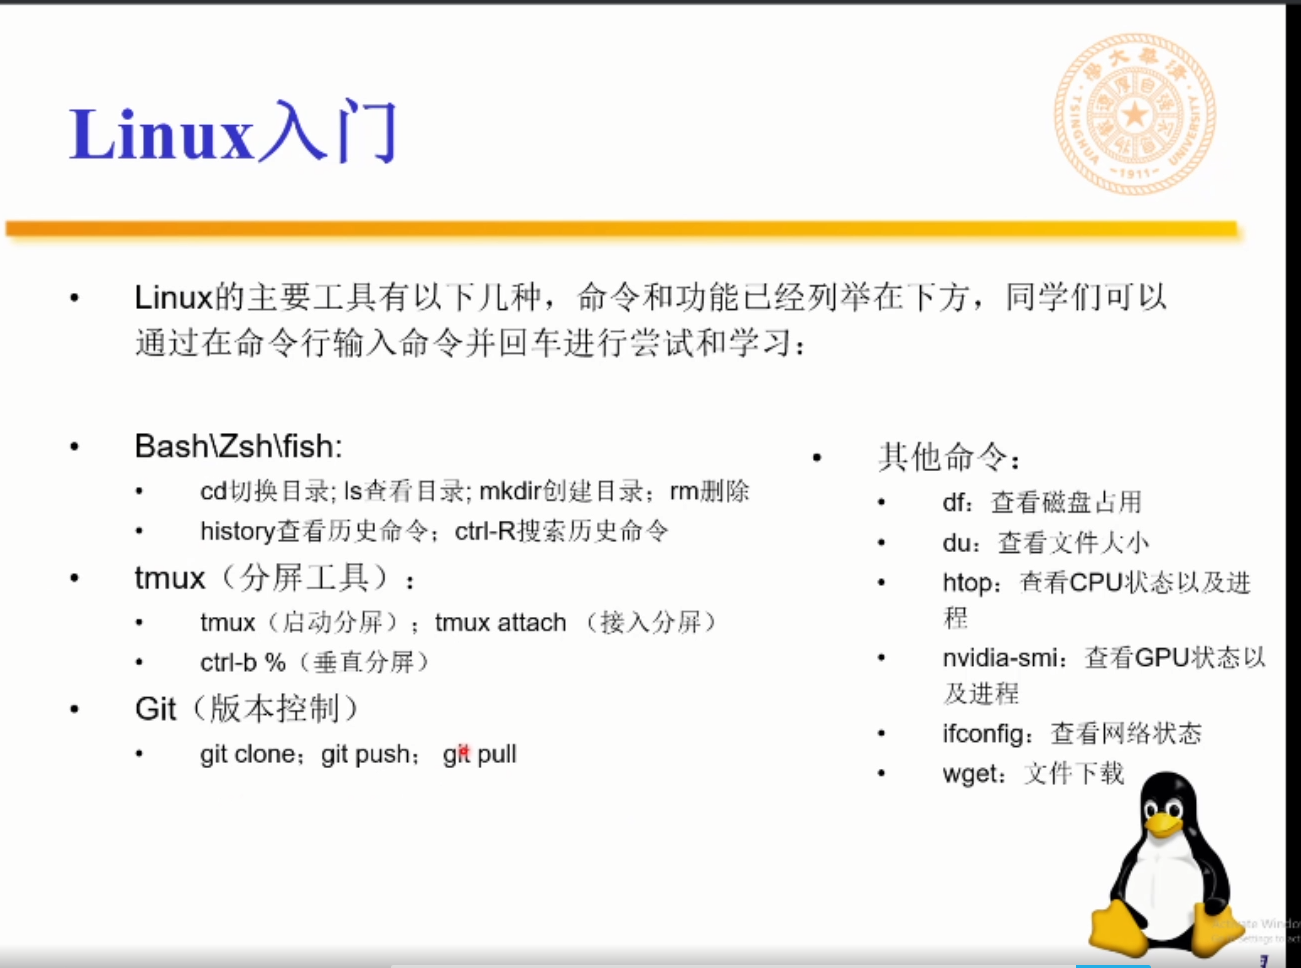 Linux入门
Linux的主要工具有以下几种，命令和功能已经列举在下方，同学们可以
通过在命令行输入命令并回车进行尝试和学习：
Bash\Zsh\fish:
cd切换目录; ls查看目录; mkdir创建目录；rm删除
history查看历史命令；ctrl-R搜索历史命令
tmux（分屏工具）：
tmux（启动分屏）；tmux attach （接入分屏）
ctrl-b %（垂直分屏）
Git（版本控制）
git clone；git push； git pull
其他命令：
df：查看磁盘占用
du：查看文件大小
htop：查看CPU状态以及进
程
nvidia-smi：查看GPU状态以
及进程
ifconfig：查看网络状态
wget：文件下载
TSINGHUA UNIVERSITY
-1911-